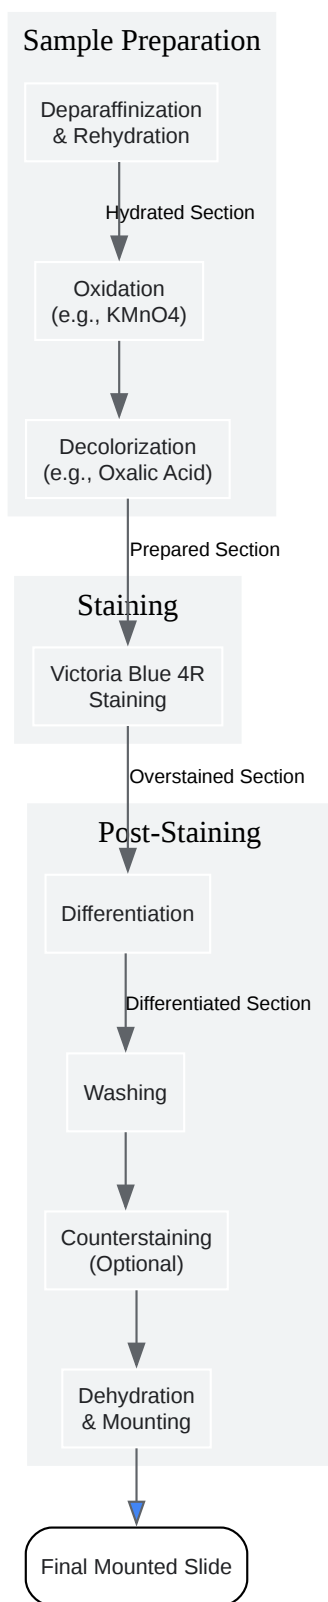 Sample Preparation
Deparaffinization
& Rehydration
Hydrated Section
Oxidation
(e.g., KMnO4)
Decolorization
(e.g., Oxalic Acid)
Prepared Section
Staining
Victoria Blue 4R
Staining
Overstained Section
Post-Staining
Differentiation
Differentiated Section
Washing
Counterstaining
(Optional)
Dehydration
& Mounting
Final Mounted Slide